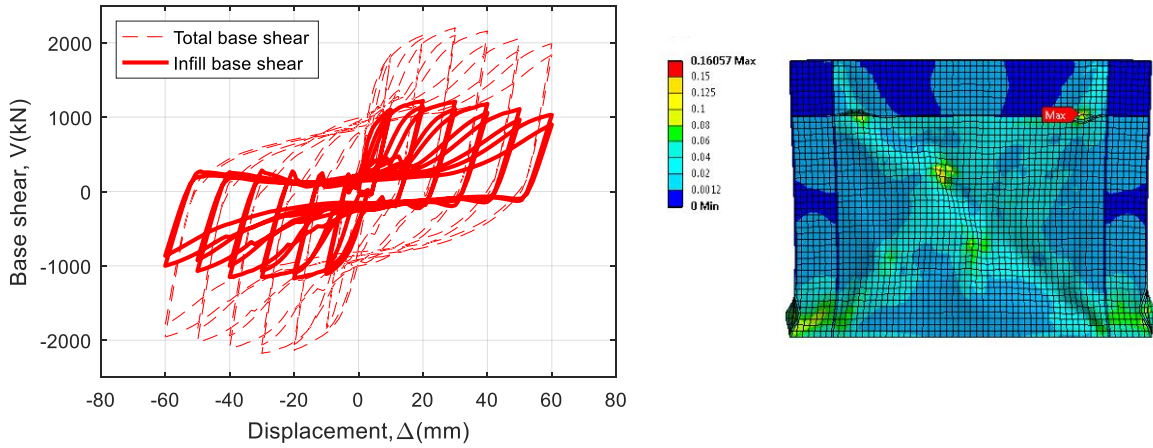 Total base shear
Infill base shear
2000
1000
0
-1000
-2000
Base shear, V(kN)
-80 -60 -40 -20 0 20 40 60 80
Displacement, Δ(mm)
0.16057 Max
0.15
0.125
0.1
0.08
0.06
0.04
0.02
0.0012
0 Min
Max